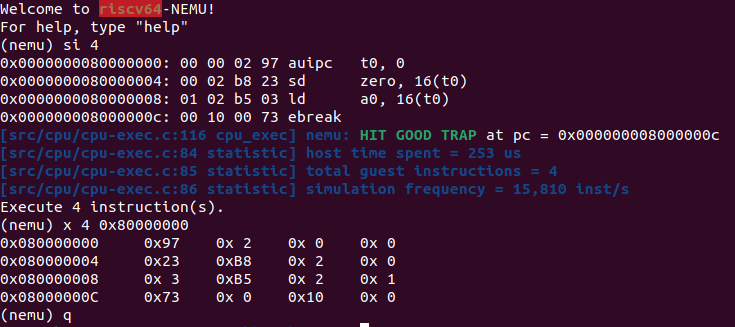 Welcome to riscv64-NEMU!
For help, type "help"
(nemu) si 4
0x0000000080000000: 00 00 02 97 auipc   t0, 0
0x0000000080000004: 00 02 b8 23 sd      zero, 16(t0)
0x0000000080000008: 01 02 b5 03 ld      a0, 16(t0)
0x000000008000000c: 00 10 00 73 ebreak
[src/cpu/cpu-exec.c:116 cpu_exec] nemu: HIT GOOD TRAP at pc = 0x000000008000000c
[src/cpu/cpu-exec.c:84 statistic] host time spent = 253 us
[src/cpu/cpu-exec.c:85 statistic] total guest instructions = 4
[src/cpu/cpu-exec.c:86 statistic] simulation frequency = 15,810 inst/s
Execute 4 instruction(s).
(nemu) x 4 0x80000000
0x080000000     0x97    0x 2    0x 0    0x 0
0x080000004     0x23    0xB8    0x 2    0x 0
0x080000008     0x 3    0xB5    0x 2    0x 1
0x08000000C     0x73    0x 0    0x10    0x 0
(nemu) q